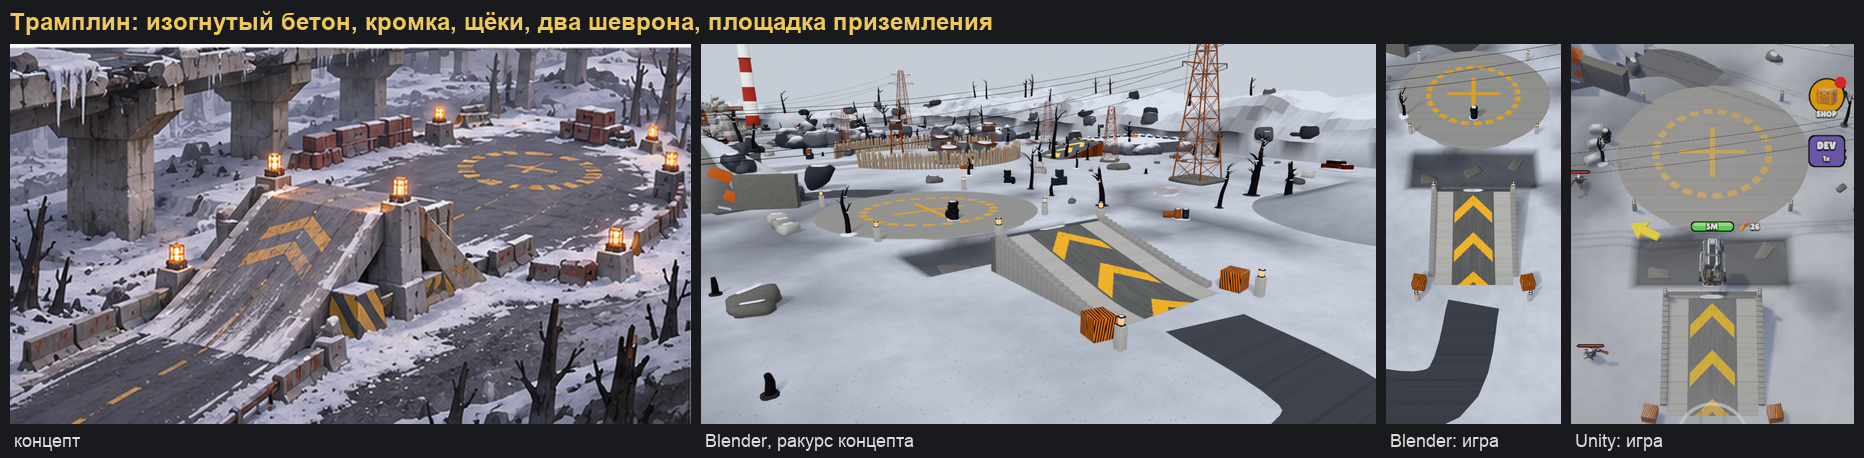 Трамплин: изогнутый бетон, кромка, щёки, два шеврона, площадка приземления
SHOP
DEV
1x
5M
26
концепт
Blender, ракурс концепта
Blender: игра
Unity: игра